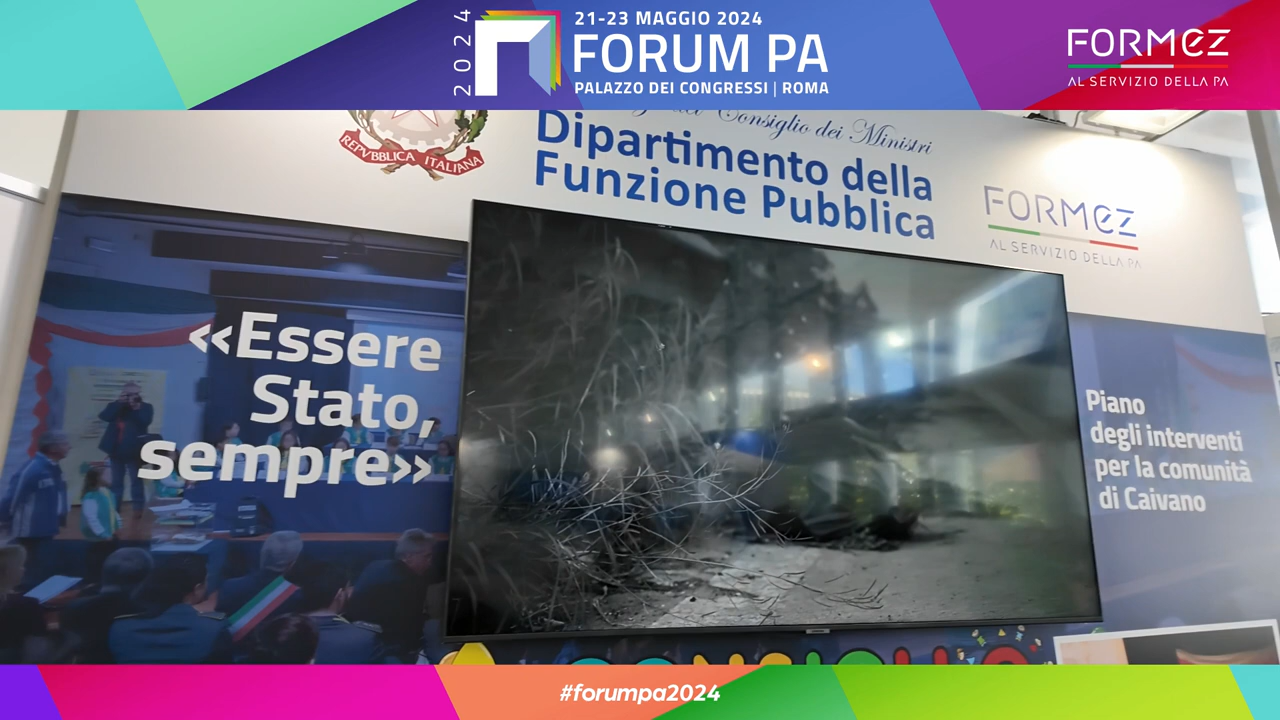 2024
21-23 MAGGIO 2024
FORUM PA
PALAZZO DEI CONGRESSI | ROMA
FORMEZ
AL SERVIZIO DELLA PA
REPVBBLICA ITALIANA
Consiglio dei Ministri
Dipartimento della
Funzione Pubblica
FORMEZ
AL SERVIZIO DELLA PA
«Essere
Stato,
sempre»
Piano
degli interventi
per la comunità
di Caivano
CONSIGLIO
#forumpa2024